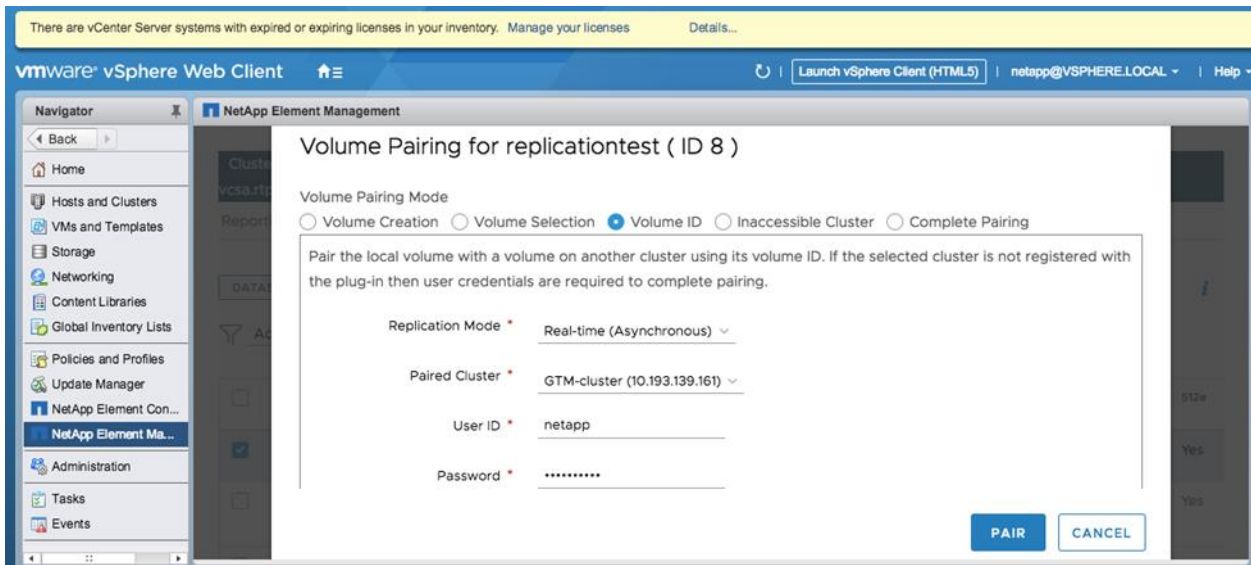 There are vCenter Server systems with expired or expiring licenses in your inventory. Manage your licenses Details...
vmware® vSphere Web Client
Launch vSphere Client (HTML5) | netapp@VSPHERE.LOCAL | Help
Navigator
NetApp Element Management
Back
Home
Hosts and Clusters
VMs and Templates
Storage
Networking
Content Libraries
Global Inventory Lists
Policies and Profiles
Update Manager
NetApp Element Con...
NetApp Element Ma...
Administration
Tasks
Events
Volume Pairing for replicationtest ( ID 8 )
Volume Pairing Mode
Volume Creation Volume Selection Volume ID Inaccessible Cluster Complete Pairing
Pair the local volume with a volume on another cluster using its volume ID. If the selected cluster is not registered with
the plug-in then user credentials are required to complete pairing.
Replication Mode * Real-time (Asynchronous)
Paired Cluster * GTM-cluster (10.193.139.161)
User ID * netapp
Password * ••••••••••
PAIR CANCEL
512e
Yes
Yes